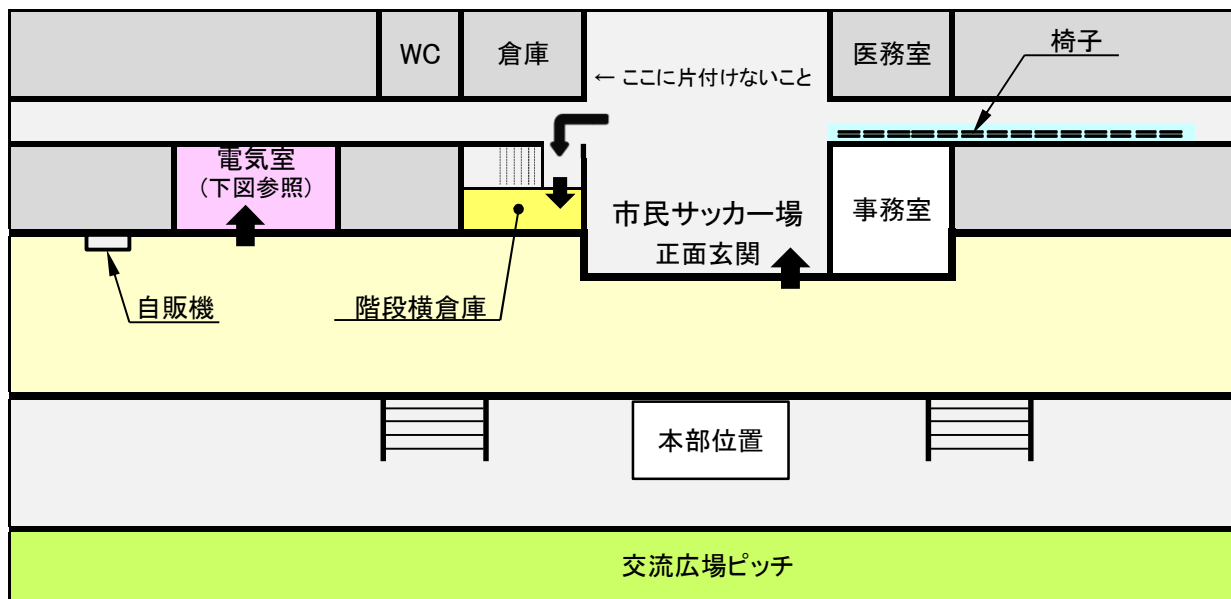 WC
倉庫
医務室
椅子
← ここに片付けないこと
電気室
(下図参照)
市民サッカー場
正面玄関
事務室
自販機
階段横倉庫
本部位置
交流広場ピッチ